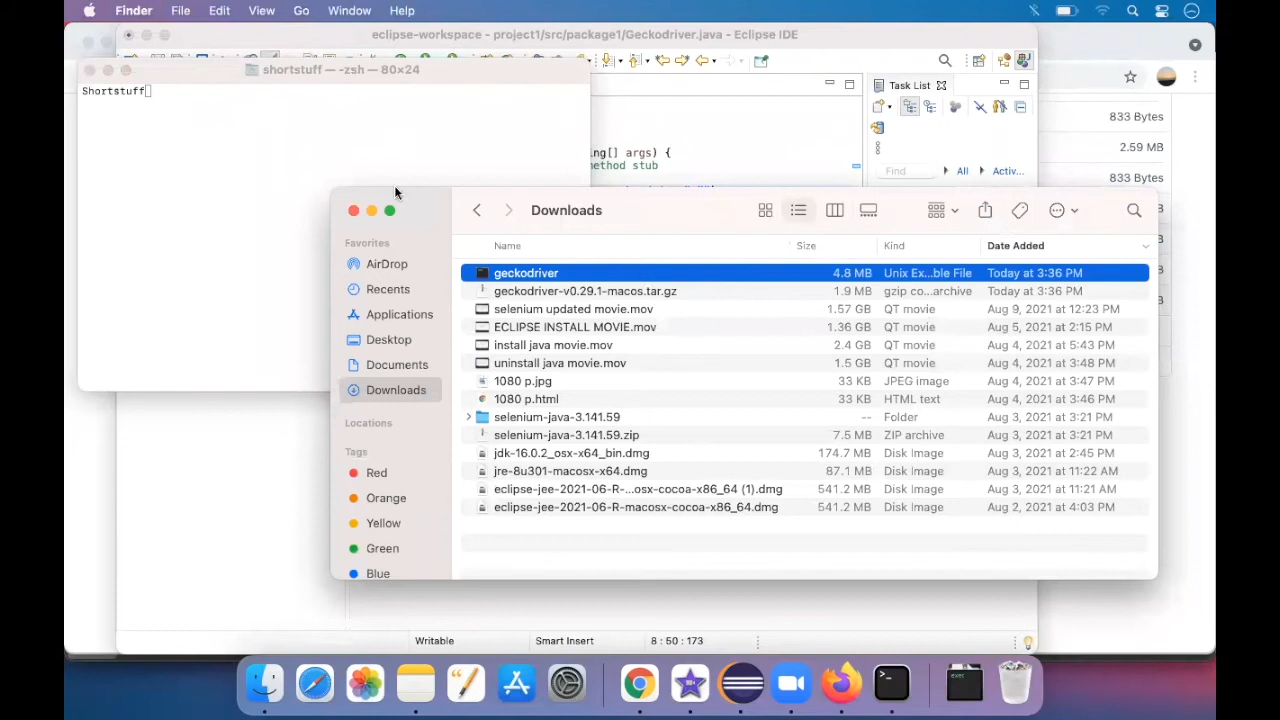 Finder File Edit View Go Window Help
eclipse-workspace - project1/src/package1/Geckodriver.java - Eclipse IDE
shortstuff — -zsh — 80×24
Shortstuff
Task List
ing[] args) {
method stub
Find All Activ...
833 Bytes
2.59 MB
833 Bytes
Downloads
Favorites
AirDrop
Recents
Applications
Desktop
Documents
Downloads
Locations
Tags
Red
Orange
Yellow
Green
Blue
Name Size Kind Date Added
geckodriver 4.8 MB Unix Ex...ble File Today at 3:36 PM
geckodriver-v0.29.1-macos.tar.gz 1.9 MB gzip co...archive Today at 3:36 PM
selenium updated movie.mov 1.57 GB QT movie Aug 9, 2021 at 12:23 PM
ECLIPSE INSTALL MOVIE.mov 1.36 GB QT movie Aug 5, 2021 at 2:15 PM
install java movie.mov 2.4 GB QT movie Aug 4, 2021 at 5:43 PM
uninstall java movie.mov 1.5 GB QT movie Aug 4, 2021 at 3:48 PM
1080 p.jpg 33 KB JPEG image Aug 4, 2021 at 3:47 PM
1080 p.html 33 KB HTML text Aug 4, 2021 at 3:46 PM
selenium-java-3.141.59 -- Folder Aug 3, 2021 at 3:21 PM
selenium-java-3.141.59.zip 7.5 MB ZIP archive Aug 3, 2021 at 3:21 PM
jdk-16.0.2_osx-x64_bin.dmg 174.7 MB Disk Image Aug 3, 2021 at 2:45 PM
jre-8u301-macosx-x64.dmg 87.1 MB Disk Image Aug 3, 2021 at 11:22 AM
eclipse-jee-2021-06-R-...osx-cocoa-x86_64 (1).dmg 541.2 MB Disk Image Aug 3, 2021 at 11:21 AM
eclipse-jee-2021-06-R-macosx-cocoa-x86_64.dmg 541.2 MB Disk Image Aug 2, 2021 at 4:03 PM
Writable Smart Insert 8 : 50 : 173
exec